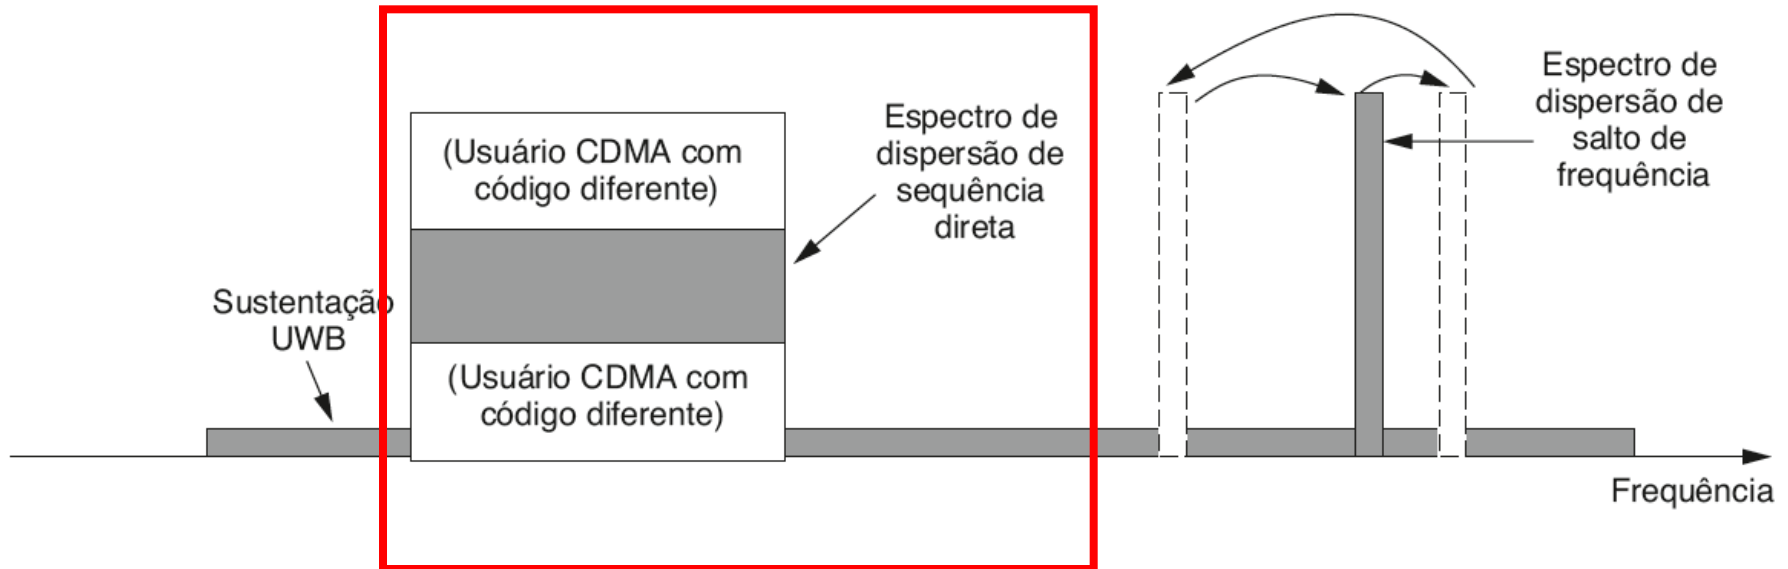 (Usuário CDMA com
código diferente)
Espectro de
dispersão de
sequência
direta
Espectro de
dispersão de
salto de
frequência
Sustentação
UWB
(Usuário CDMA com
código diferente)
Frequência